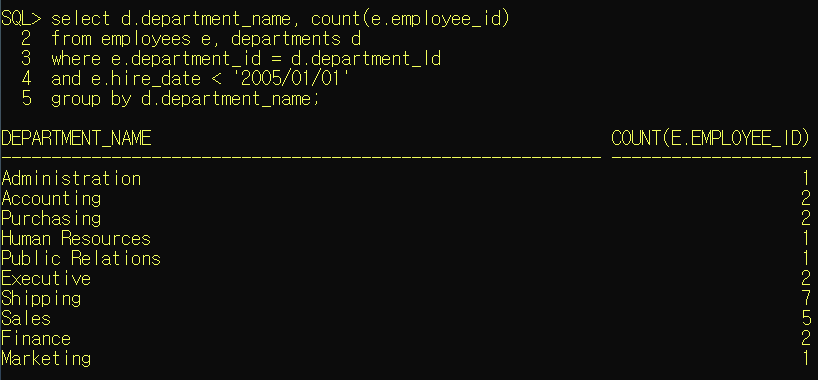 SQL> select d.department_name, count(e.employee_id)
  2  from employees e, departments d
  3  where e.department_id = d.department_Id
  4  and e.hire_date < '2005/01/01'
  5  group by d.department_name;
DEPARTMENT_NAME COUNT(E.EMPLOYEE_ID)
------------------------------------------------------------ --------------------
Administration 1
Accounting 2
Purchasing 2
Human Resources 1
Public Relations 1
Executive 2
Shipping 7
Sales 5
Finance 2
Marketing 1